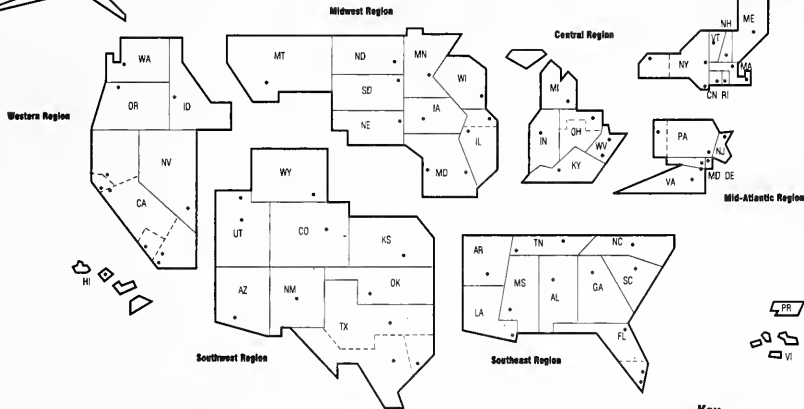 Midwest Region
NH
ME
VT
NY
MA
CN RI
Central Region
WA
MT
ND
MN
WI
SD
OR
ID
Western Region
NE
IA
IL
MD
MI
IN
OH
WV
KY
PA
NJ
MD DE
VA
Mid-Atlantic Region
NV
CA
HI
WY
UT
CO
KS
AZ
NM
OK
TX
Southwest Region
AR
TN
NC
MS
AL
GA
SC
LA
FL
Southeast Region
PR
VI
Key